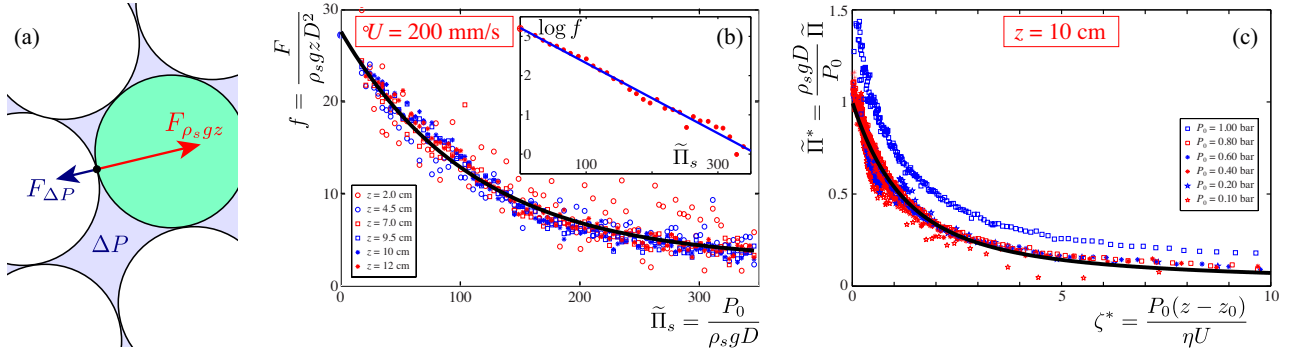 (a)
F_{ρ_s gz}
F_{ΔP}
ΔP
f = F / ρ_s gzD²
30
20
10
0
0
100
200
300
Π̃_s = P_0 / ρ_s gD
𝒰 = 200 mm/s
(b)
z = 2.0 cm
z = 4.5 cm
z = 7.0 cm
z = 9.5 cm
z = 10 cm
z = 12 cm
log f
3
2
1
0
100
Π̃_s
300
Π̃* = ρ_s gD / P_0 Π̃
1.5
1
0.5
0
0
2
4
5
6
8
10
ζ* = P_0(z − z_0) / ηU
z = 10 cm
(c)
P_0 = 1.00 bar
P_0 = 0.80 bar
P_0 = 0.60 bar
P_0 = 0.40 bar
P_0 = 0.20 bar
P_0 = 0.10 bar